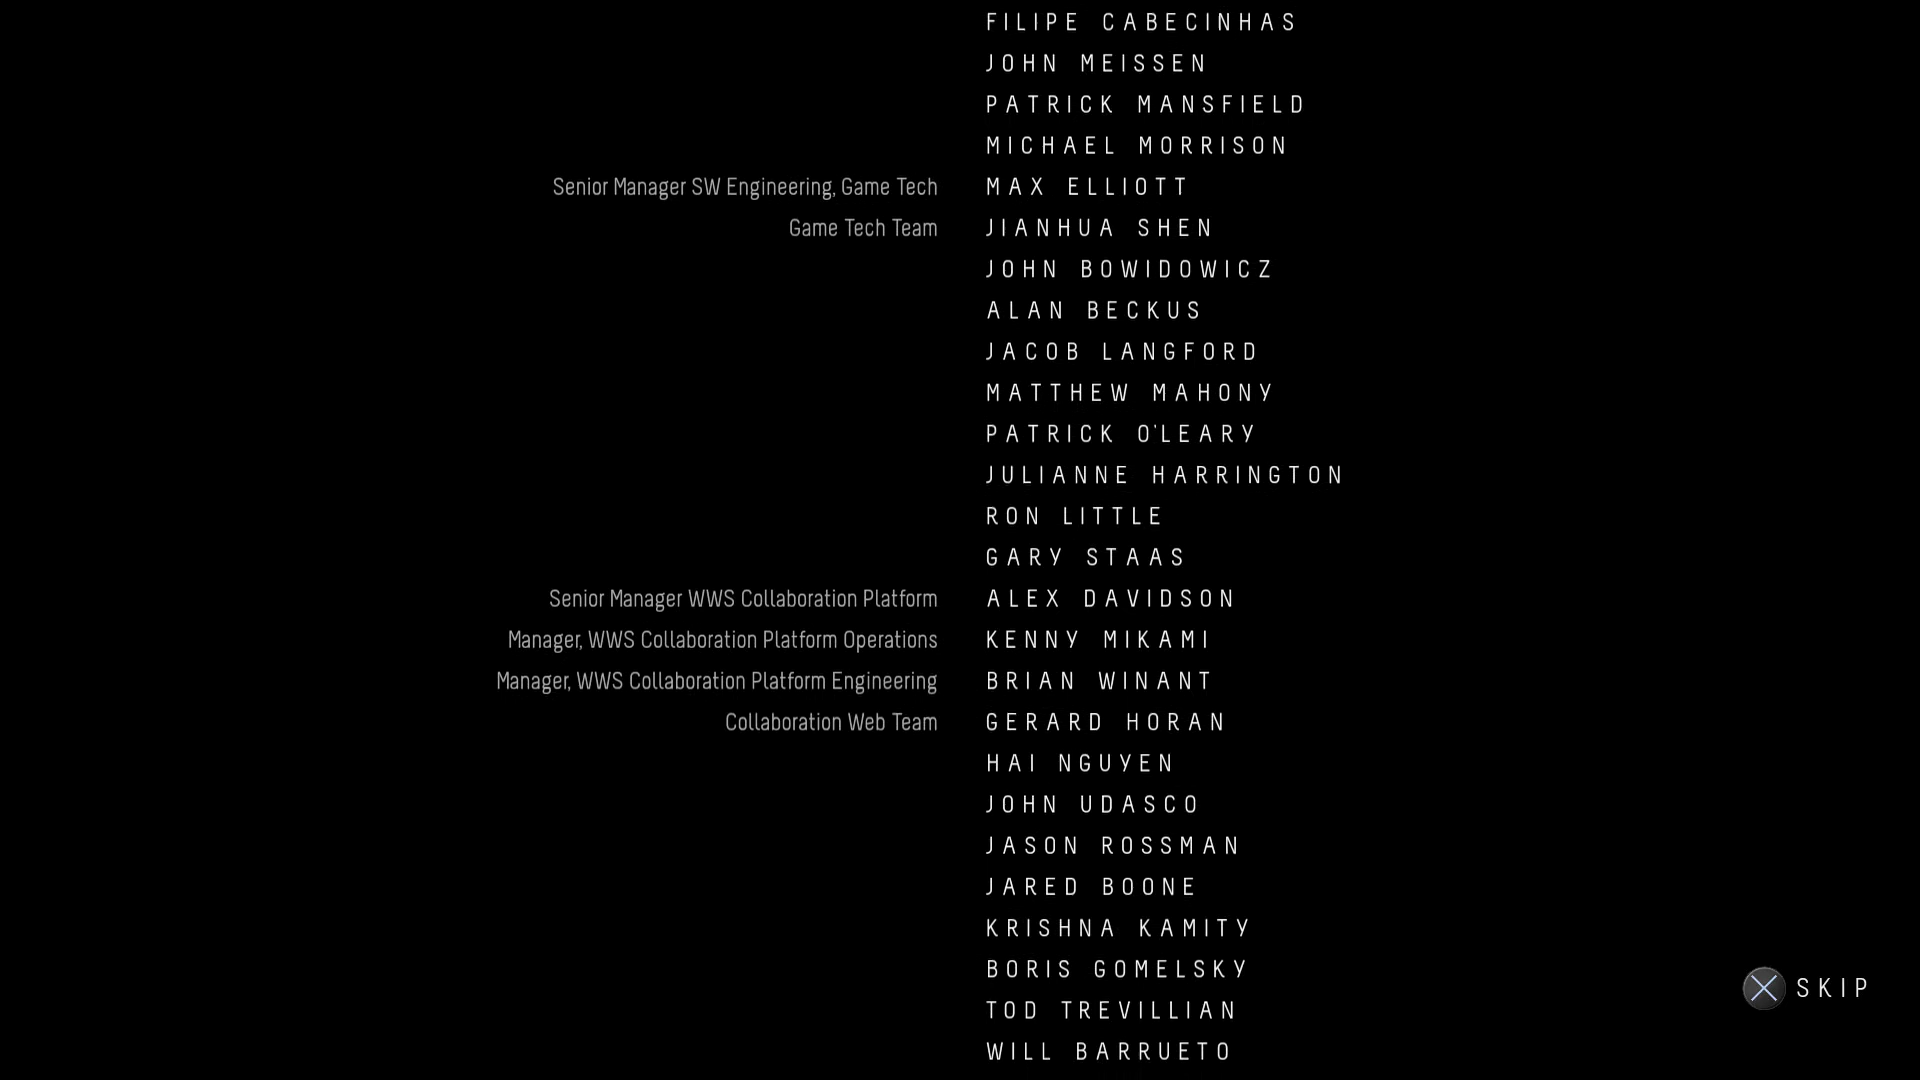 FILIPE CABECINHAS
JOHN MEISSEN
PATRICK MANSFIELD
MICHAEL MORRISON
Senior Manager SW Engineering, Game Tech MAX ELLIOTT
Game Tech Team JIANHUA SHEN
JOHN BOWIDOWICZ
ALAN BECKUS
JACOB LANGFORD
MATTHEW MAHONY
PATRICK O'LEARY
JULIANNE HARRINGTON
RON LITTLE
GARY STAAS
Senior Manager WWS Collaboration Platform ALEX DAVIDSON
Manager, WWS Collaboration Platform Operations KENNY MIKAMI
Manager, WWS Collaboration Platform Engineering BRIAN WINANT
Collaboration Web Team GERARD HORAN
HAI NGUYEN
JOHN UDASCO
JASON ROSSMAN
JARED BOONE
KRISHNA KAMITY
BORIS GOMELSKY
SKIP
TOD TREVILLIAN
WILL BARRUETO